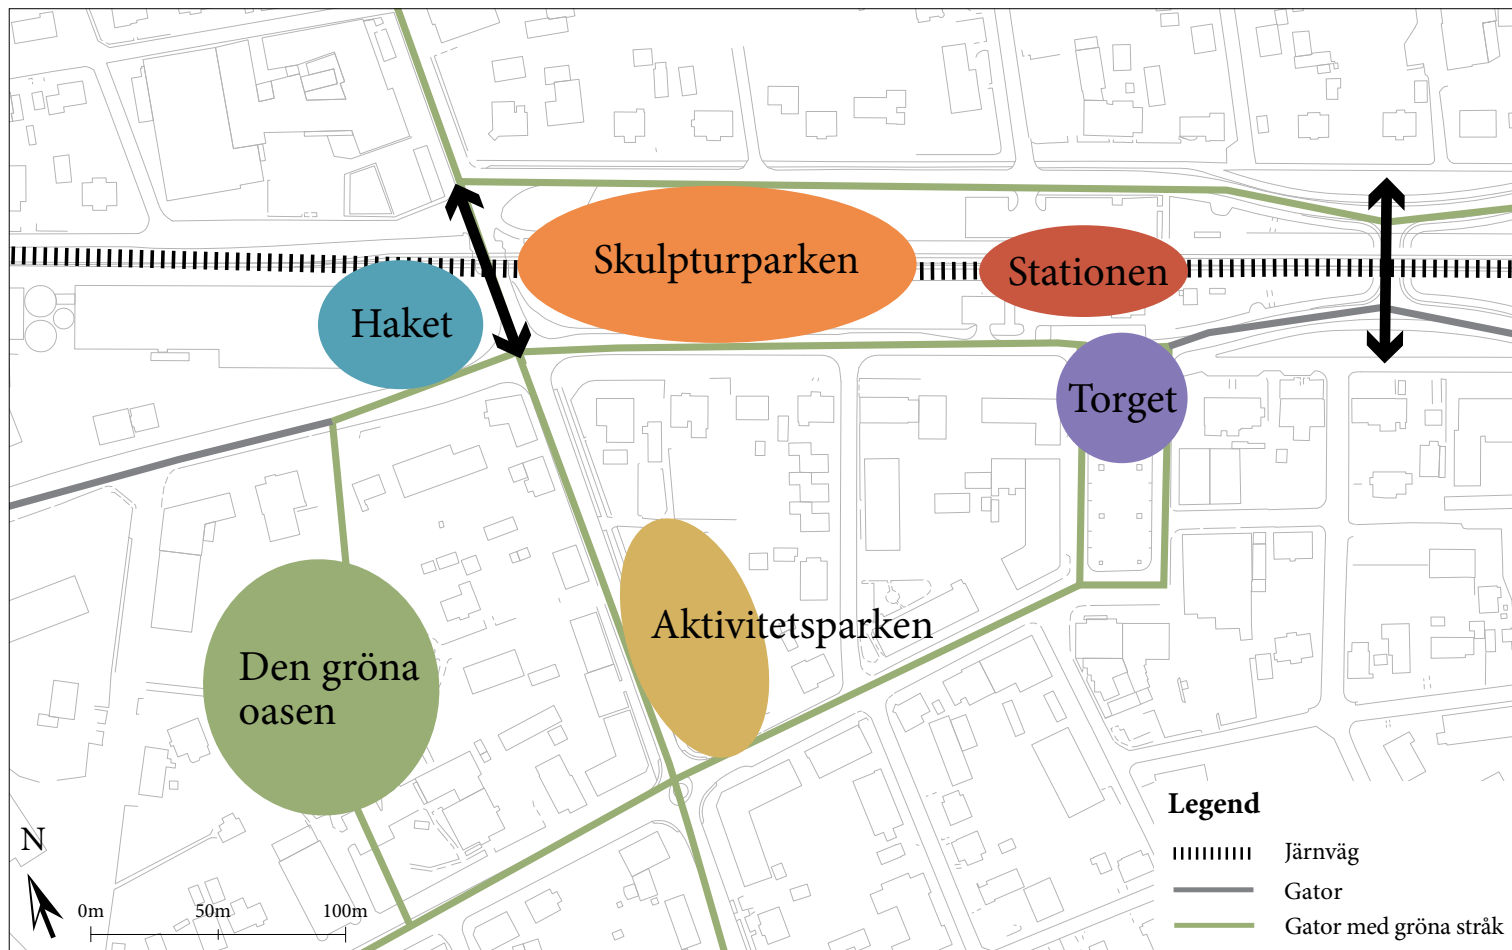 Skulpturparken
Stationen
Haket
Torget
Aktivitetsparken
Den gröna
oasen
N
0m 50m 100m
Legend
Järnväg
Gator
Gator med gröna stråk